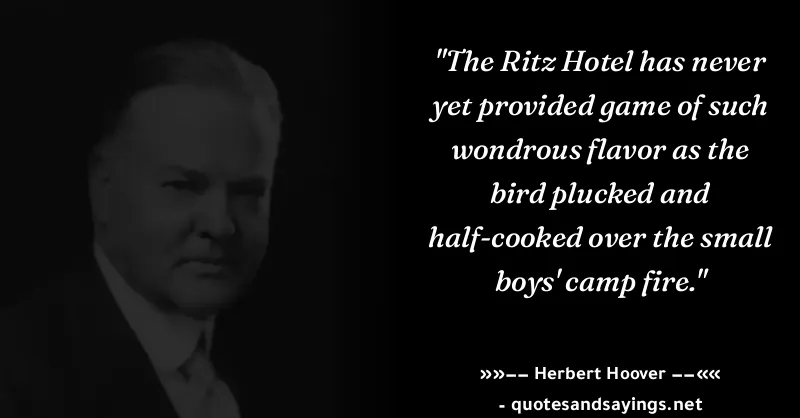 "The Ritz Hotel has never
yet provided game of such
wondrous flavor as the
bird plucked and
half-cooked over the small
boys' camp fire."
»»–– Herbert Hoover ––««
- quotesandsayings.net